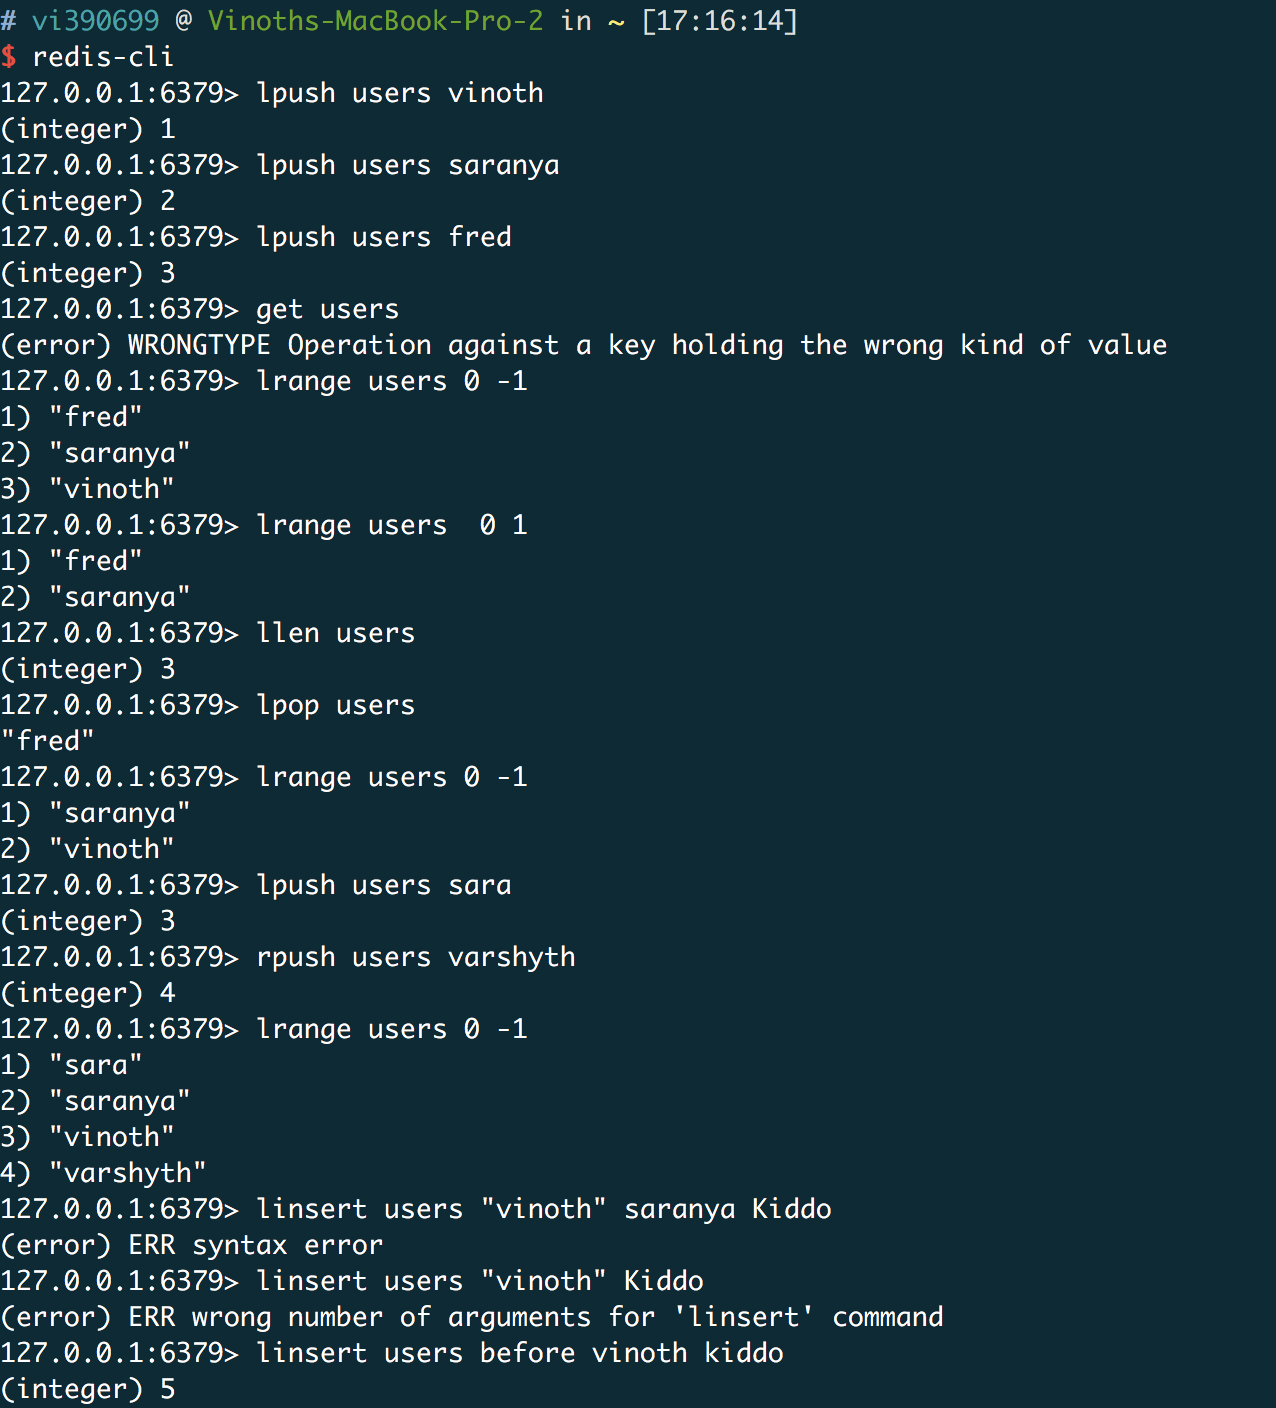 # vi390699 @ Vinoths-MacBook-Pro-2 in ~ [17:16:14]
$ redis-cli
127.0.0.1:6379> lpush users vinoth
(integer) 1
127.0.0.1:6379> lpush users saranya
(integer) 2
127.0.0.1:6379> lpush users fred
(integer) 3
127.0.0.1:6379> get users
(error) WRONGTYPE Operation against a key holding the wrong kind of value
127.0.0.1:6379> lrange users 0 -1
1) "fred"
2) "saranya"
3) "vinoth"
127.0.0.1:6379> lrange users  0 1
1) "fred"
2) "saranya"
127.0.0.1:6379> llen users
(integer) 3
127.0.0.1:6379> lpop users
"fred"
127.0.0.1:6379> lrange users 0 -1
1) "saranya"
2) "vinoth"
127.0.0.1:6379> lpush users sara
(integer) 3
127.0.0.1:6379> rpush users varshyth
(integer) 4
127.0.0.1:6379> lrange users 0 -1
1) "sara"
2) "saranya"
3) "vinoth"
4) "varshyth"
127.0.0.1:6379> linsert users "vinoth" saranya Kiddo
(error) ERR syntax error
127.0.0.1:6379> linsert users "vinoth" Kiddo
(error) ERR wrong number of arguments for 'linsert' command
127.0.0.1:6379> linsert users before vinoth kiddo
(integer) 5